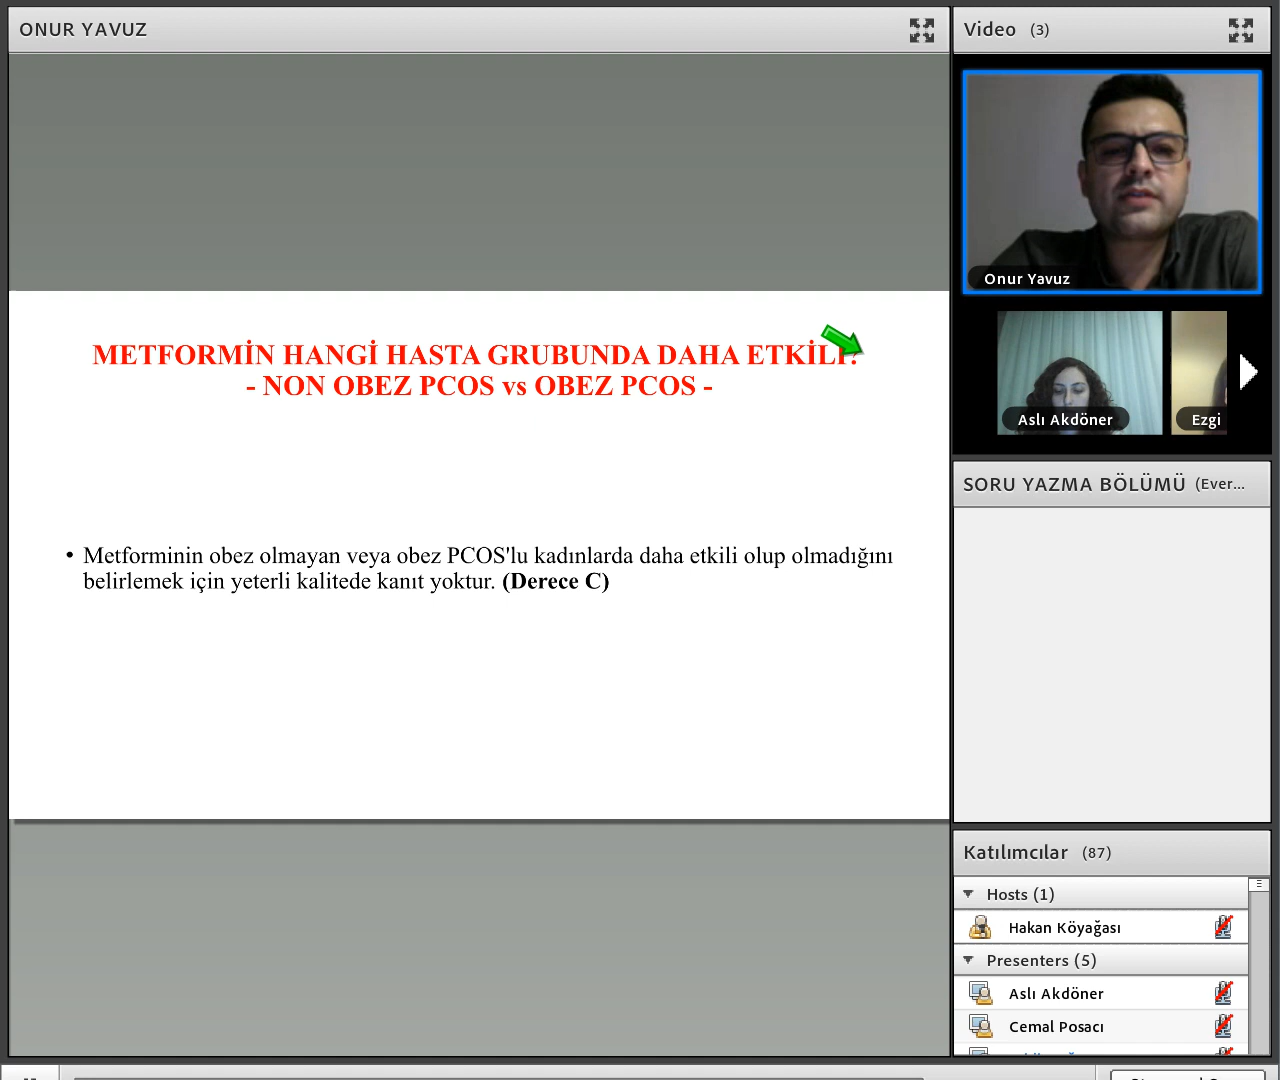 ONUR YAVUZ
METFORMİN HANGİ HASTA GRUBUNDA DAHA ETKİLİ?
- NON OBEZ PCOS vs OBEZ PCOS -
• Metforminin obez olmayan veya obez PCOS'lu kadınlarda daha etkili olup olmadığını
belirlemek için yeterli kalitede kanıt yoktur. (Derece C)
Video (3)
Onur Yavuz
Aslı Akdöner
Ezgi
SORU YAZMA BÖLÜMÜ (Ever...
Katılımcılar (87)
Hosts (1)
Hakan Köyağası
Presenters (5)
Aslı Akdöner
Cemal Posacı